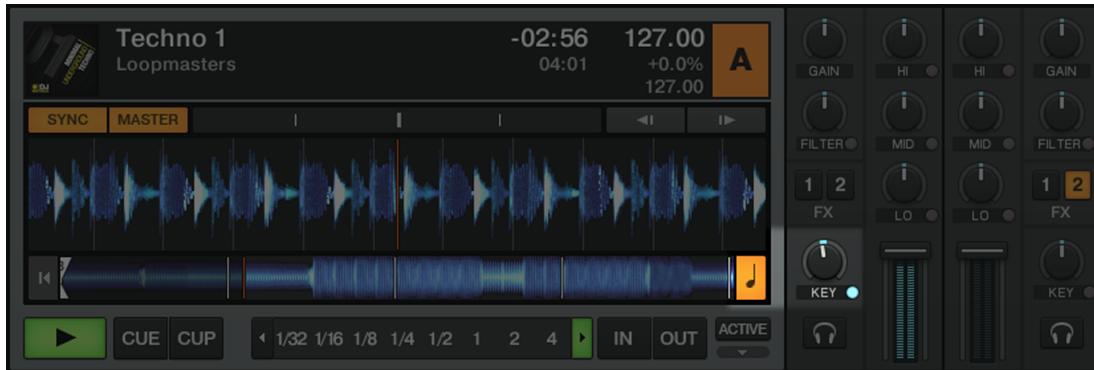 Techno 1 -02:56 127.00 A
Loopmasters 04:01 +0.0%
127.00
SYNC MASTER
GAIN HI HI GAIN
FILTER MID MID FILTER
1 2 1 2
FX LO LO FX
KEY KEY
CUE CUP 1/32 1/16 1/8 1/4 1/2 1 2 4 IN OUT ACTIVE